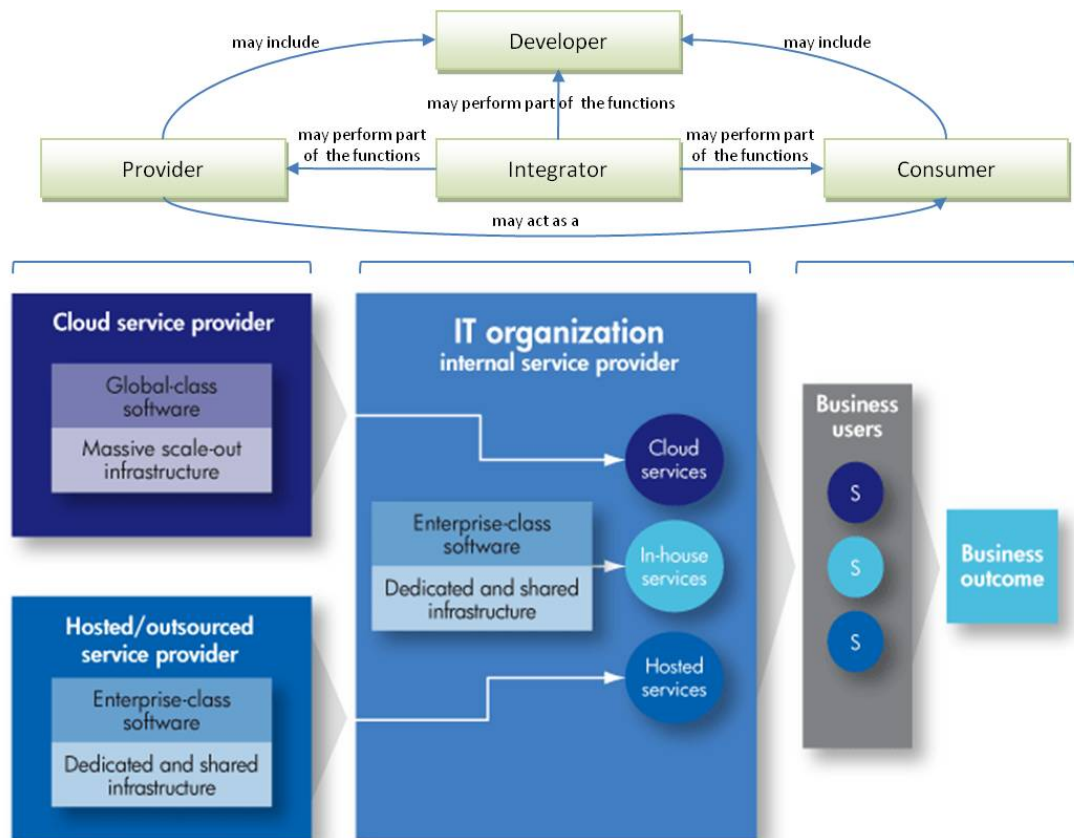 may include
Developer
may include
may perform part of the functions
Provider
may perform part
of the functions
Integrator
may perform part
of the functions
Consumer
may act as a
Cloud service provider
Global-class
software
Massive scale-out
infrastructure
Hosted/outsourced
service provider
Enterprise-class
software
Dedicated and shared
infrastructure
IT organization
internal service provider
Cloud
services
Enterprise-class
software
Dedicated and shared
infrastructure
In-house
services
Hosted
services
Business
users
S
S
S
Business
outcome